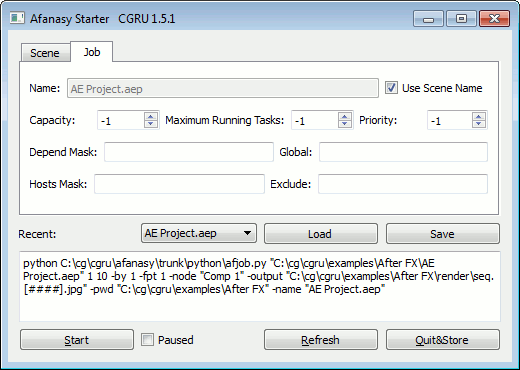 Afanasy Starter CGRU 1.5.1
Scene Job
Name: AE Project.aep Use Scene Name
Capacity: -1 Maximum Running Tasks: -1 Priority: -1
Depend Mask: Global:
Hosts Mask: Exclude:
Recent: AE Project.aep Load Save
python C:\cg\cgru\afanasy\trunk\python\afjob.py "C:\cg\cgru\examples\After FX\AE
Project.aep" 1 10 -by 1 -fpt 1 -node "Comp 1" -output "C:\cg\cgru\examples\After FX\render\seq.
[####].jpg" -pwd "C:\cg\cgru\examples\After FX" -name "AE Project.aep"
Start Paused Refresh Quit&Store